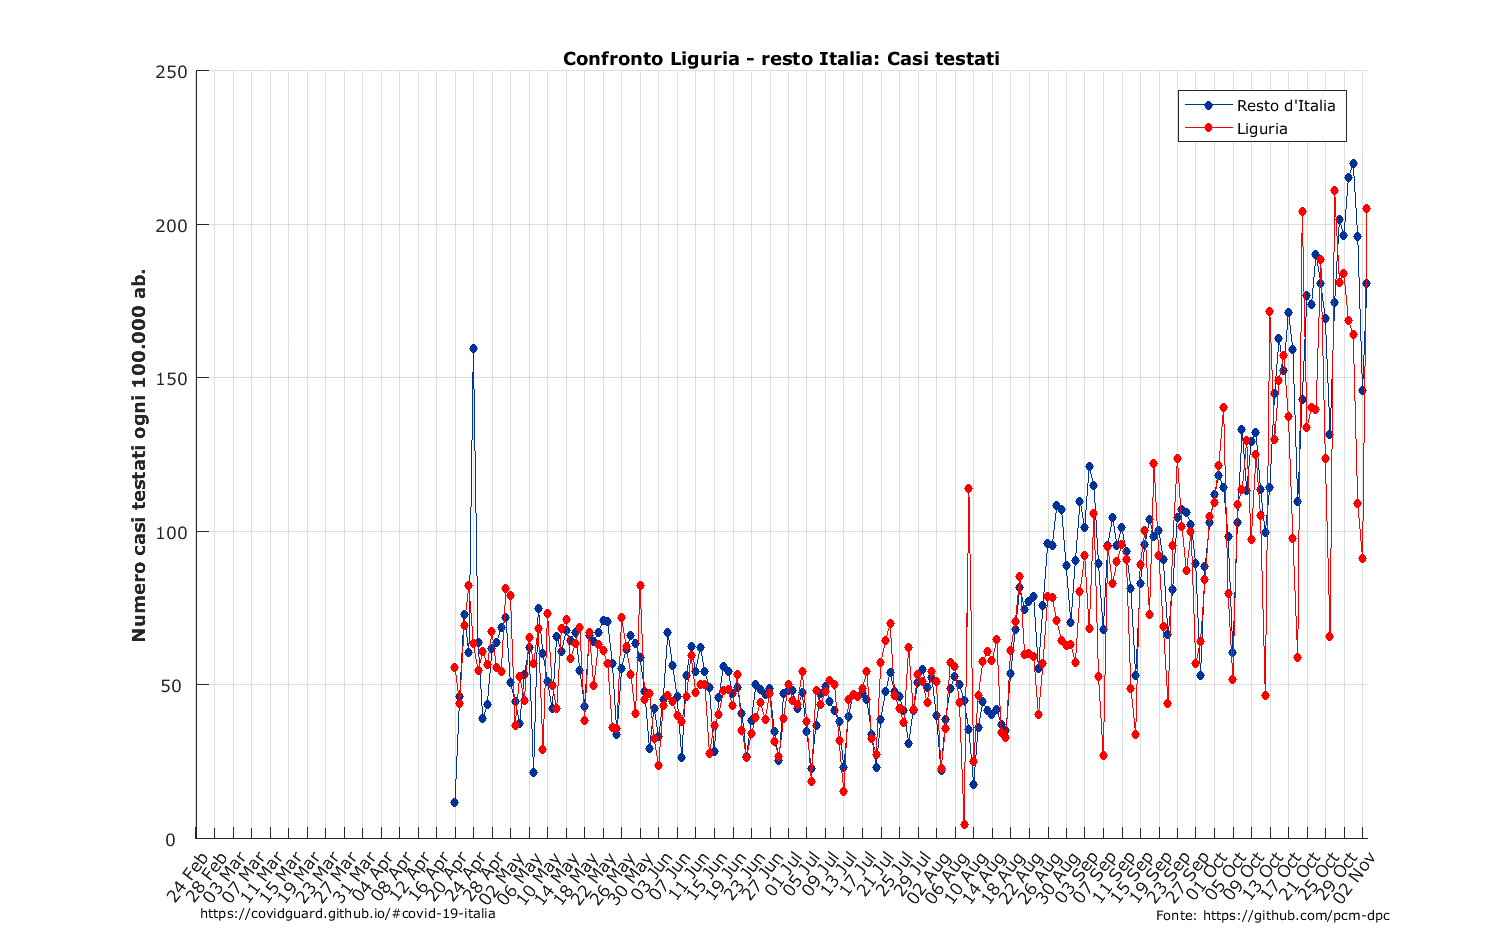 Confronto Liguria - resto Italia: Casi testati
Resto d'Italia
Liguria
Numero casi testati ogni 100.000 ab.
250
200
150
100
50
0
24 Feb
28 Feb
03 Mar
07 Mar
11 Mar
15 Mar
19 Mar
23 Mar
27 Mar
31 Mar
04 Apr
08 Apr
12 Apr
16 Apr
20 Apr
24 Apr
28 Apr
02 May
06 May
10 May
14 May
18 May
22 May
26 May
30 May
03 Jun
07 Jun
11 Jun
15 Jun
19 Jun
23 Jun
27 Jun
01 Jul
05 Jul
09 Jul
13 Jul
17 Jul
21 Jul
25 Jul
29 Jul
02 Aug
06 Aug
10 Aug
14 Aug
18 Aug
22 Aug
26 Aug
30 Aug
03 Sep
07 Sep
11 Sep
15 Sep
19 Sep
23 Sep
27 Sep
01 Oct
05 Oct
09 Oct
13 Oct
17 Oct
21 Oct
25 Oct
29 Oct
02 Nov
https://covidguard.github.io/#covid-19-italia
Fonte: https://github.com/pcm-dpc